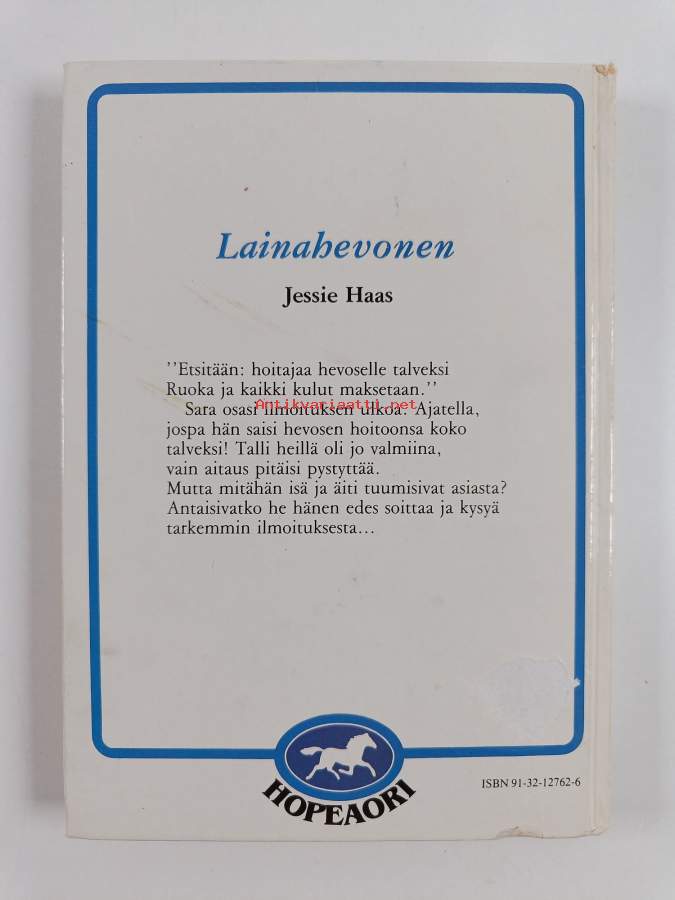 Lainahevonen
Jessie Haas
''Etsitään: hoitajaa hevoselle talveksi
Ruoka ja kaikki kulut maksetaan.''
Antikvariaatti.net
Sara osasi ilmoituksen ulkoa. Ajatella,
jospa hän saisi hevosen hoitoonsa koko
talveksi! Talli heillä oli jo valmiina,
vain aitaus pitäisi pystyttää.
Mutta mitähän isä ja äiti tuumisivat asiasta?
Antaisivatko he hänen edes soittaa ja kysyä
tarkemmin ilmoituksesta...
HOPEAORI
ISBN 91-32-12762-6